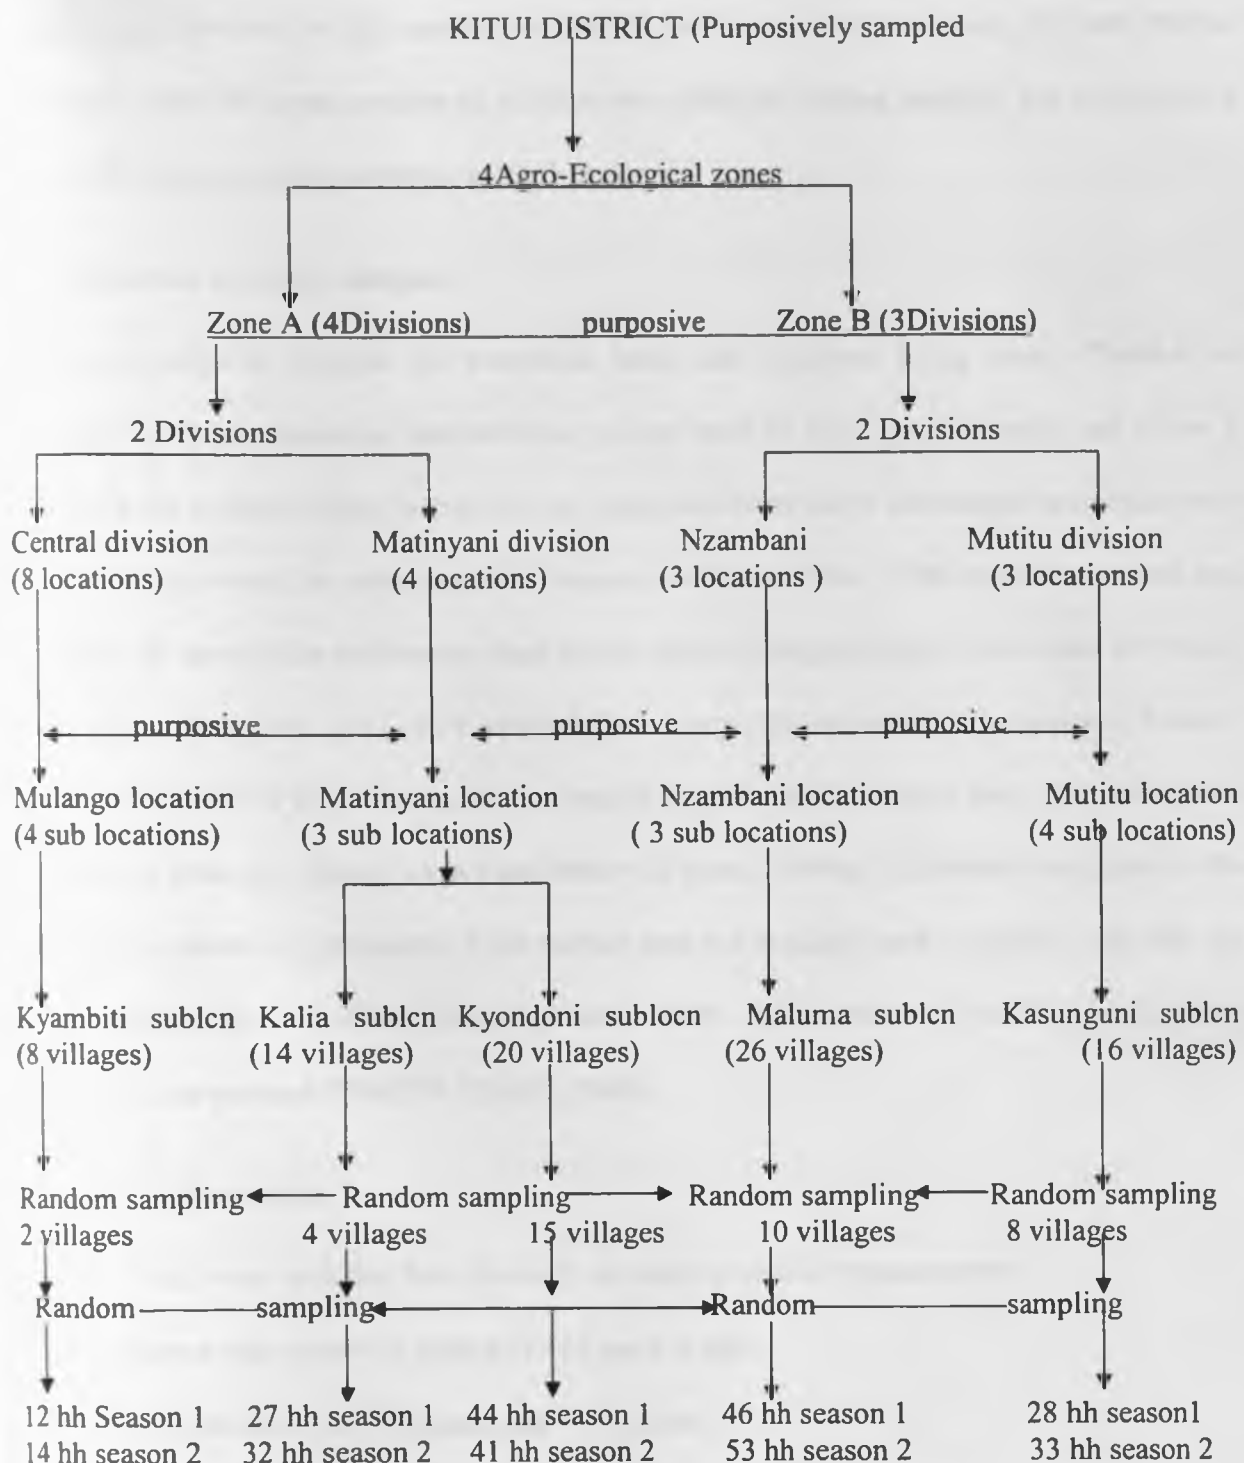 KITUI DISTRICT (Purposively sampled
4Agro-Ecological zones
Zone A (4Divisions) purposive Zone B (3Divisions)
2 Divisions 2 Divisions
Central division Matinyani division Nzambani Mutitu division
(8 locations) (4 locations) (3 locations ) (3 locations)
purposive purposive purposive
Mulango location Matinyani location Nzambani location Mutitu location
(4 sub locations) (3 sub locations) ( 3 sub locations) (4 sub locations)
Kyambiti sublcn Kalia sublcn Kyondoni sublocn Maluma sublcn Kasunguni sublcn
(8 villages) (14 villages) (20 villages) (26 villages) (16 villages)
Random sampling Random sampling Random sampling Random sampling
2 villages 4 villages 15 villages 10 villages 8 villages
Random sampling Random sampling
12 hh Season 1 27 hh season 1 44 hh season 1 46 hh season 1 28 hh season1
14 hh season 2 32 hh season 2 41 hh season 2 53 hh season 2 33 hh season 2